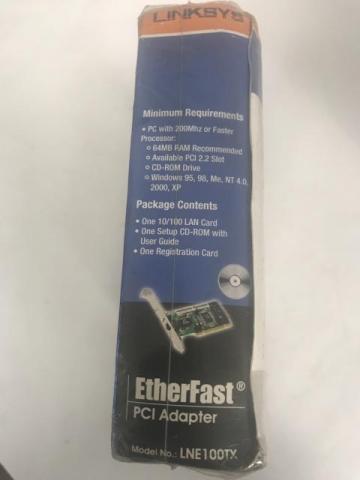 LINKSYS
Minimum Requirements
• PC with 200Mhz or Faster
Processor:
o 64MB RAM Recommended
o Available PCI 2.2 Slot
o CD-ROM Drive
o Windows 95, 98, Me, NT 4.0,
2000, XP
Package Contents
• One 10/100 LAN Card
• One Setup CD-ROM with
User Guide
• One Registration Card
EtherFast®
PCI Adapter
Model No.: LNE100TX